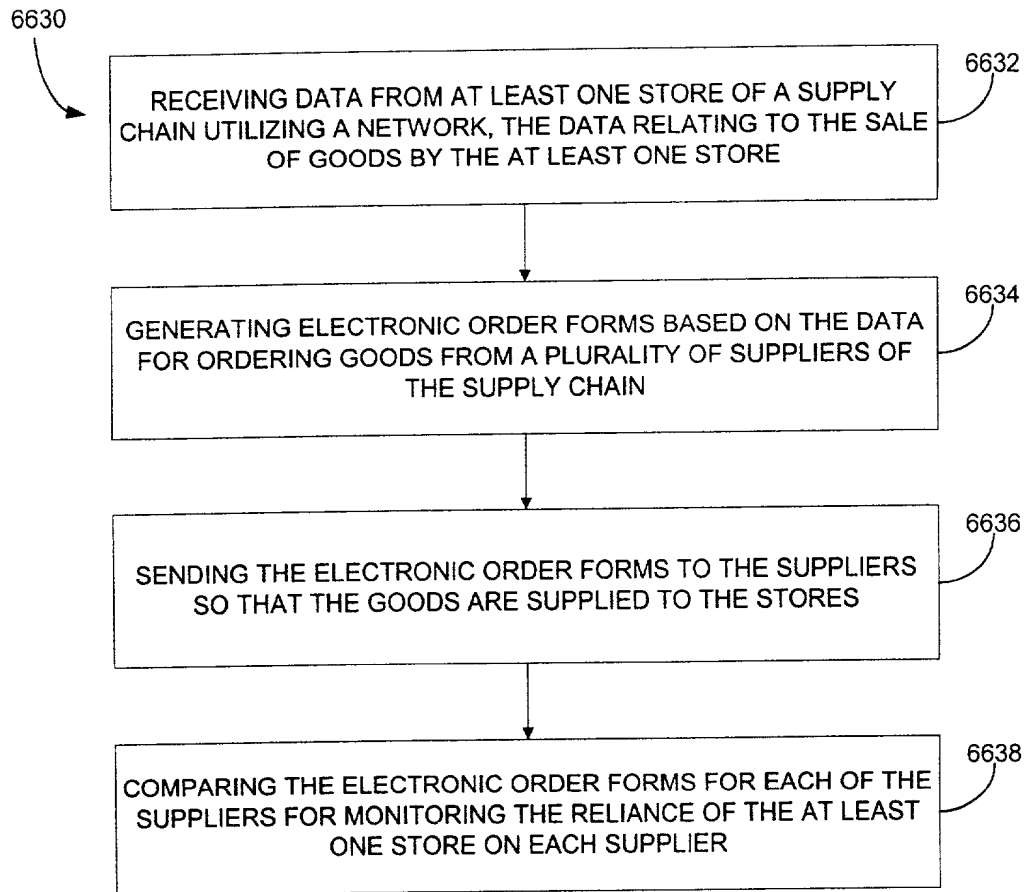 6630
6632
RECEIVING DATA FROM AT LEAST ONE STORE OF A SUPPLY
CHAIN UTILIZING A NETWORK, THE DATA RELATING TO THE SALE
OF GOODS BY THE AT LEAST ONE STORE
6634
GENERATING ELECTRONIC ORDER FORMS BASED ON THE DATA
FOR ORDERING GOODS FROM A PLURALITY OF SUPPLIERS OF
THE SUPPLY CHAIN
6636
SENDING THE ELECTRONIC ORDER FORMS TO THE SUPPLIERS
SO THAT THE GOODS ARE SUPPLIED TO THE STORES
6638
COMPARING THE ELECTRONIC ORDER FORMS FOR EACH OF THE
SUPPLIERS FOR MONITORING THE RELIANCE OF THE AT LEAST
ONE STORE ON EACH SUPPLIER